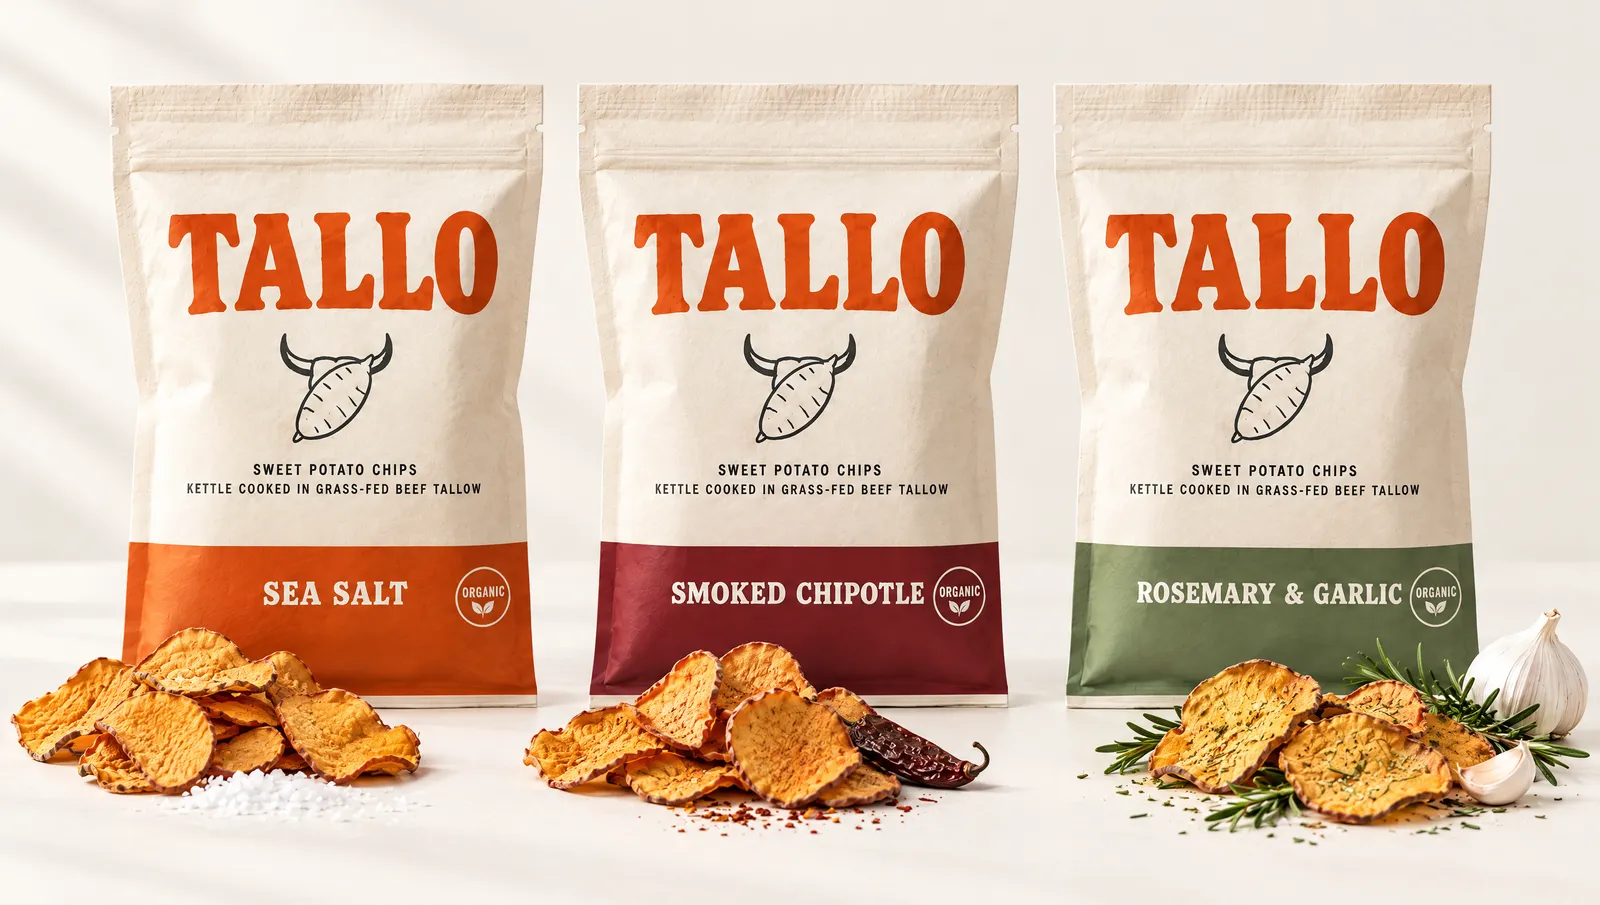 TALLO
SWEET POTATO CHIPS
KETTLE COOKED IN GRASS-FED BEEF TALLOW
SEA SALT
ORGANIC
TALLO
SWEET POTATO CHIPS
KETTLE COOKED IN GRASS-FED BEEF TALLOW
SMOKED CHIPOTLE
ORGANIC
TALLO
SWEET POTATO CHIPS
KETTLE COOKED IN GRASS-FED BEEF TALLOW
ROSEMARY & GARLIC
ORGANIC